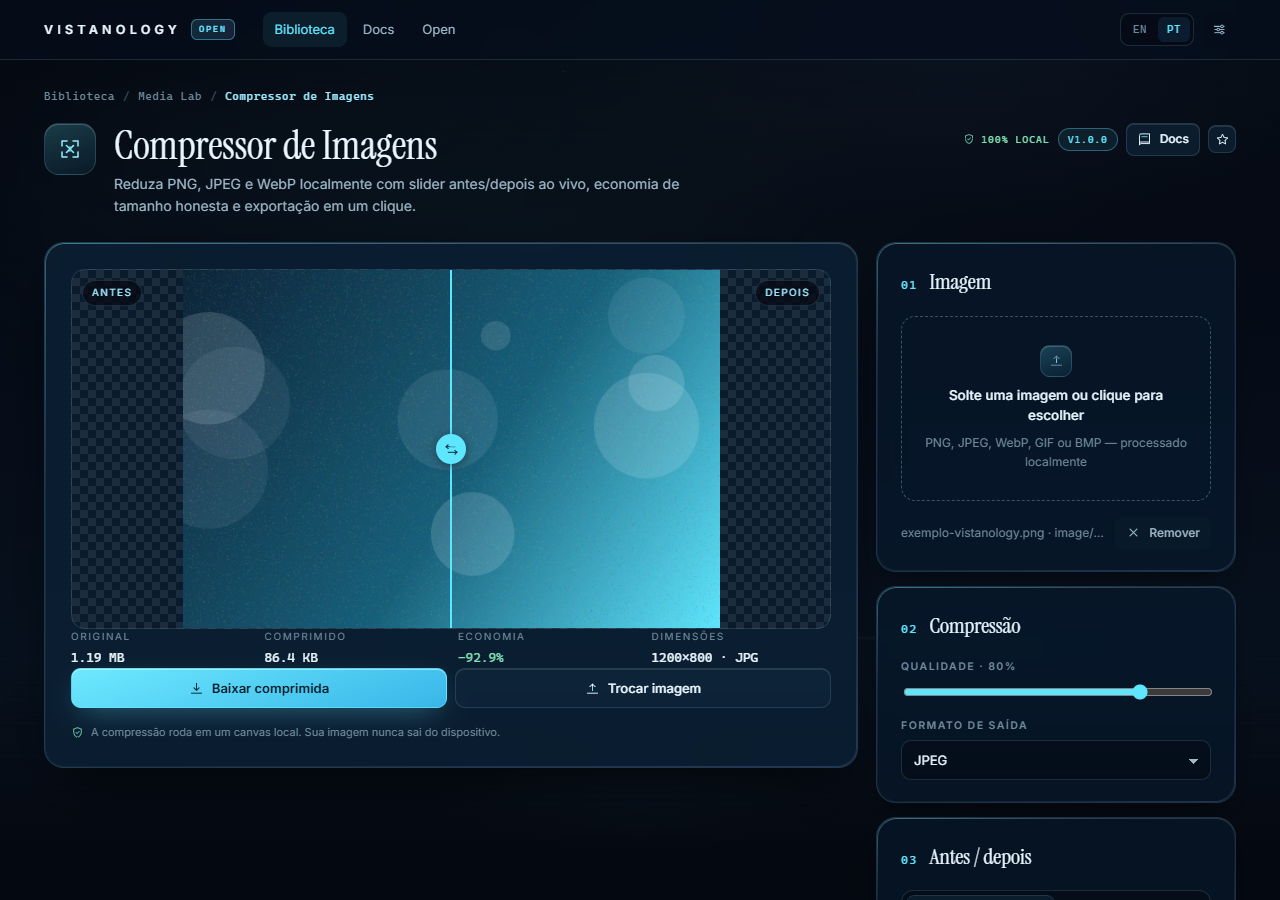 VISTANOLOGY OPEN Biblioteca Docs Open EN PT
Biblioteca / Media Lab / Compressor de Imagens
Compressor de Imagens
100% LOCAL V1.0.0 Docs
Reduza PNG, JPEG e WebP localmente com slider antes/depois ao vivo, economia de
tamanho honesta e exportação em um clique.
ANTES DEPOIS
ORIGINAL COMPRIMIDO ECONOMIA DIMENSÕES
1.19 MB 86.4 KB −92.9% 1200×800 · JPG
Baixar comprimida Trocar imagem
A compressão roda em um canvas local. Sua imagem nunca sai do dispositivo.
01 Imagem
Solte uma imagem ou clique para
escolher
PNG, JPEG, WebP, GIF ou BMP — processado
localmente
exemplo-vistanology.png · image/... Remover
02 Compressão
QUALIDADE · 80%
FORMATO DE SAÍDA
JPEG
03 Antes / depois